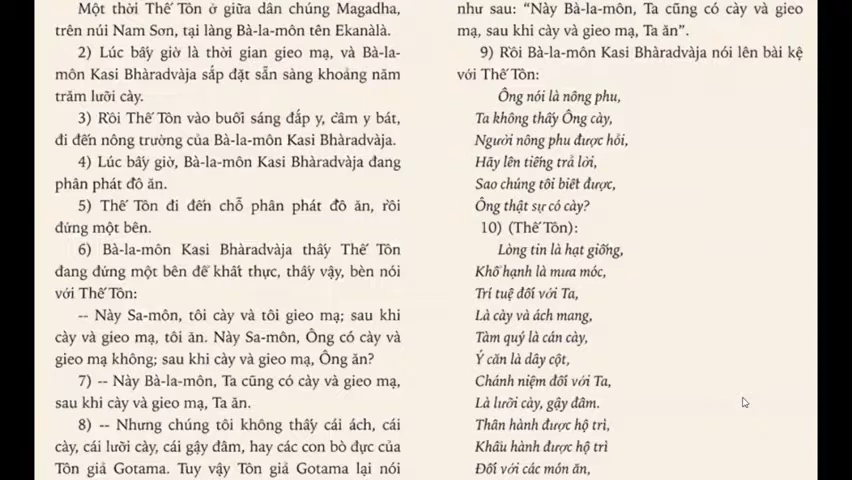 Một thời Thế Tôn ở giữa dân chúng Magadha,
trên núi Nam Sơn, tại làng Bà-la-môn tên Ekanàlà.
2) Lúc bấy giờ là thời gian gieo mạ, và Bà-la-
môn Kasi Bhàradvàja sắp đặt sẵn sàng khoảng năm
trăm lưỡi cày.
3) Rồi Thế Tôn vào buổi sáng đắp y, cầm y bát,
đi đến nông trường của Bà-la-môn Kasi Bhàradvàja.
4) Lúc bấy giờ, Bà-la-môn Kasi Bhàradvàja đang
phân phát đồ ăn.
5) Thế Tôn đi đến chỗ phân phát đồ ăn, rồi
đứng một bên.
6) Bà-la-môn Kasi Bhàradvàja thấy Thế Tôn
đang đứng một bên để khất thực, thấy vậy, bèn nói
với Thế Tôn:
-- Này Sa-môn, tôi cày và tôi gieo mạ; sau khi
cày và gieo mạ, tôi ăn. Này Sa-môn, Ông có cày và
gieo mạ không; sau khi cày và gieo mạ, Ông ăn?
7) -- Này Bà-la-môn, Ta cũng có cày và gieo mạ,
sau khi cày và gieo mạ, Ta ăn.
8) -- Nhưng chúng tôi không thấy cái ách, cái
cày, cái lưỡi cày, cái gậy đâm, hay các con bò đực của
Tôn giả Gotama. Tuy vậy Tôn giả Gotama lại nói
như sau: “Này Bà-la-môn, Ta cũng có cày và gieo
mạ, sau khi cày và gieo mạ, Ta ăn”.
9) Rồi Bà-la-môn Kasi Bhàradvàja nói lên bài kệ
với Thế Tôn:
Ông nói là nông phu,
Ta không thấy Ông cày,
Người nông phu được hỏi,
Hãy lên tiếng trả lời,
Sao chúng tôi biết được,
Ông thật sự có cày?
10) (Thế Tôn):
Lòng tin là hạt giống,
Khổ hạnh là mưa móc,
Trí tuệ đối với Ta,
Là cày và ách mang,
Tàm quý là cán cày,
Ý căn là dây cột,
Chánh niệm đối với Ta,
Là lưỡi cày, gậy đâm.
Thân hành được hộ trì,
Khẩu hành được hộ trì
Đối với các món ăn,